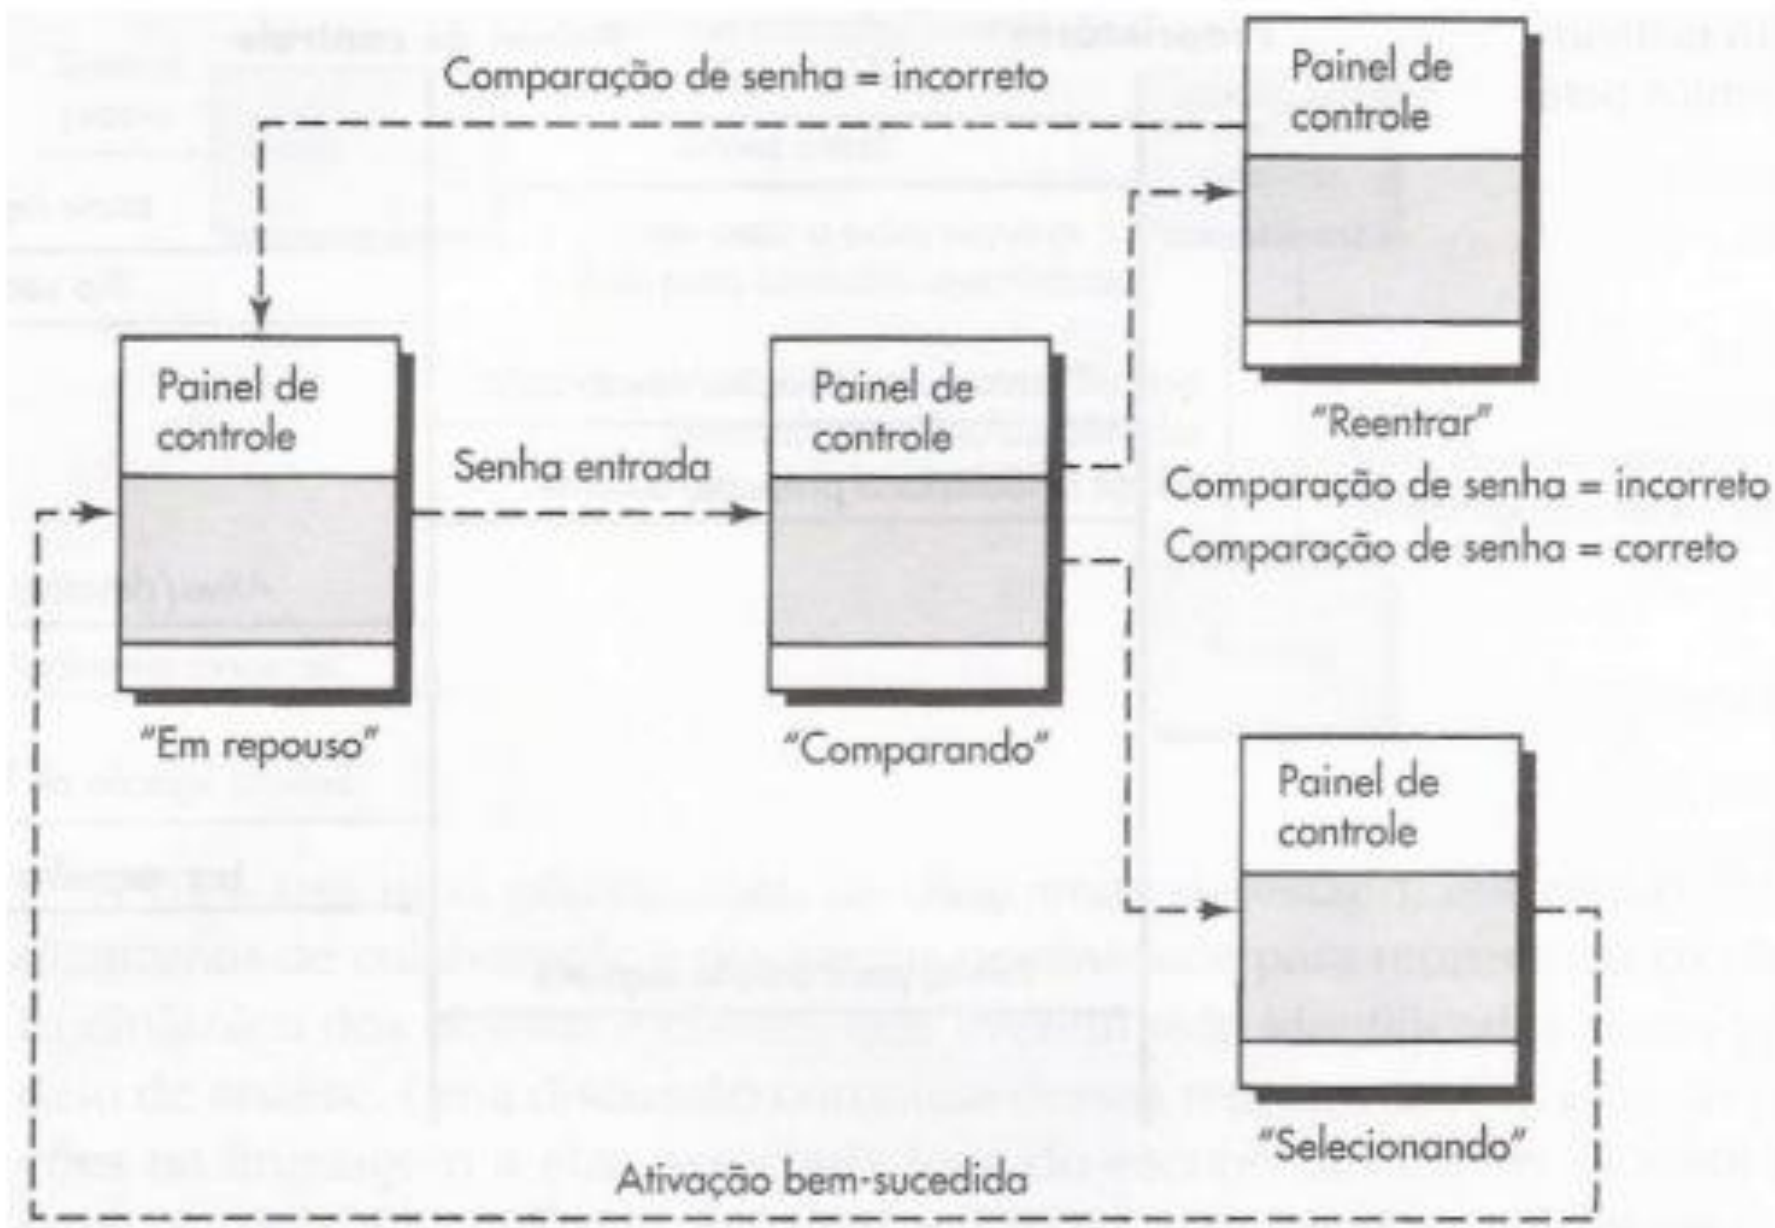 Comparação de senha = incorreto
Painel de
controle
"Reentrar"
Painel de
controle
"Em repouso"
Senha entrada
Painel de
controle
"Comparando"
Comparação de senha = incorreto
Comparação de senha = correto
Painel de
controle
"Selecionando"
Ativação bem-sucedida